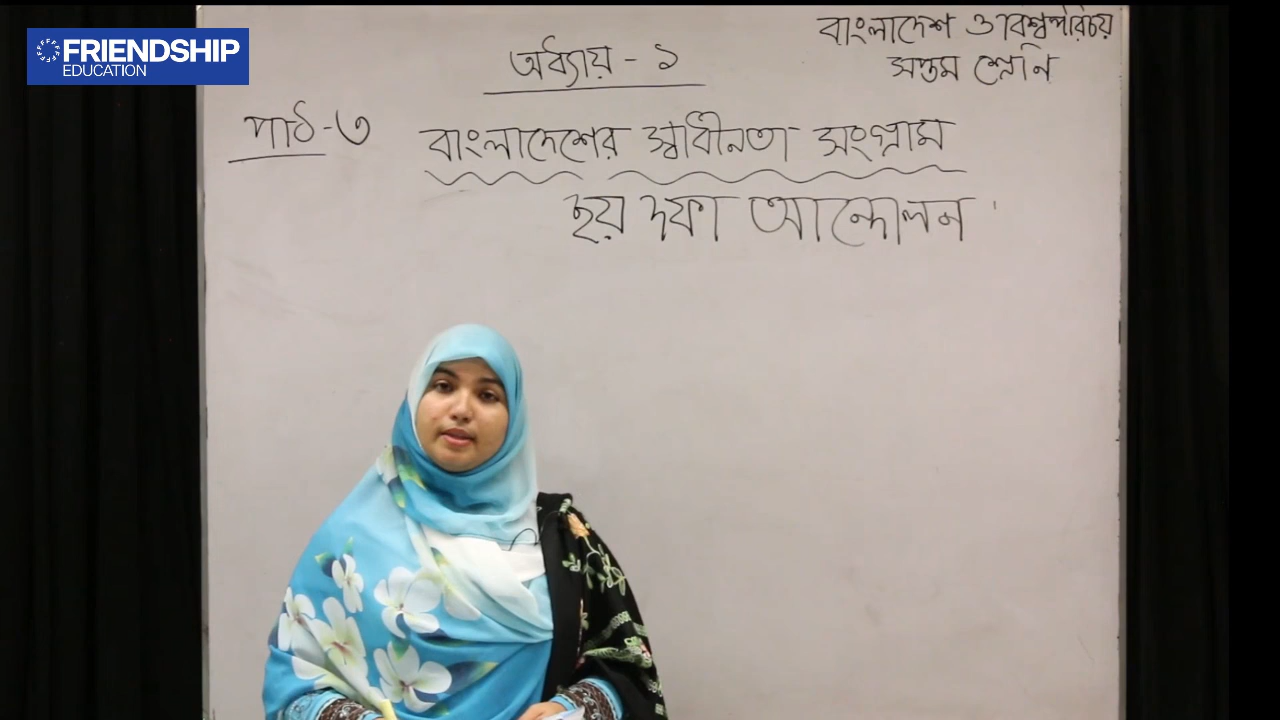 FRIENDSHIP
EDUCATION
বাংলাদেশ ও বিশ্বপরিচয়
সপ্তম শ্রেনি
অধ্যায় - ১
পাঠ-৩ বাংলাদেশের স্বাধীনতা সংগ্রাম
ছয় দফা আন্দোলন